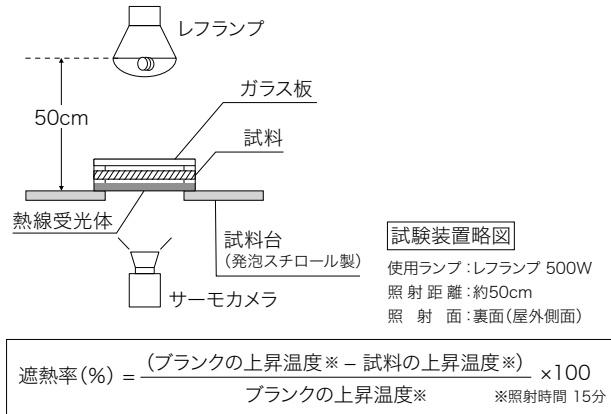 レフランプ
ガラス板
50cm
試料
熱線受光体
試料台
(発泡スチロール製)
サーモカメラ
試験装置略図
使用ランプ:レフランプ 500W
照射距離:約50cm
照射面:裏面(屋外側面)
遮熱率(%) = (ブランクの上昇温度※ − 試料の上昇温度※) / ブランクの上昇温度※ ×100
※照射時間 15分